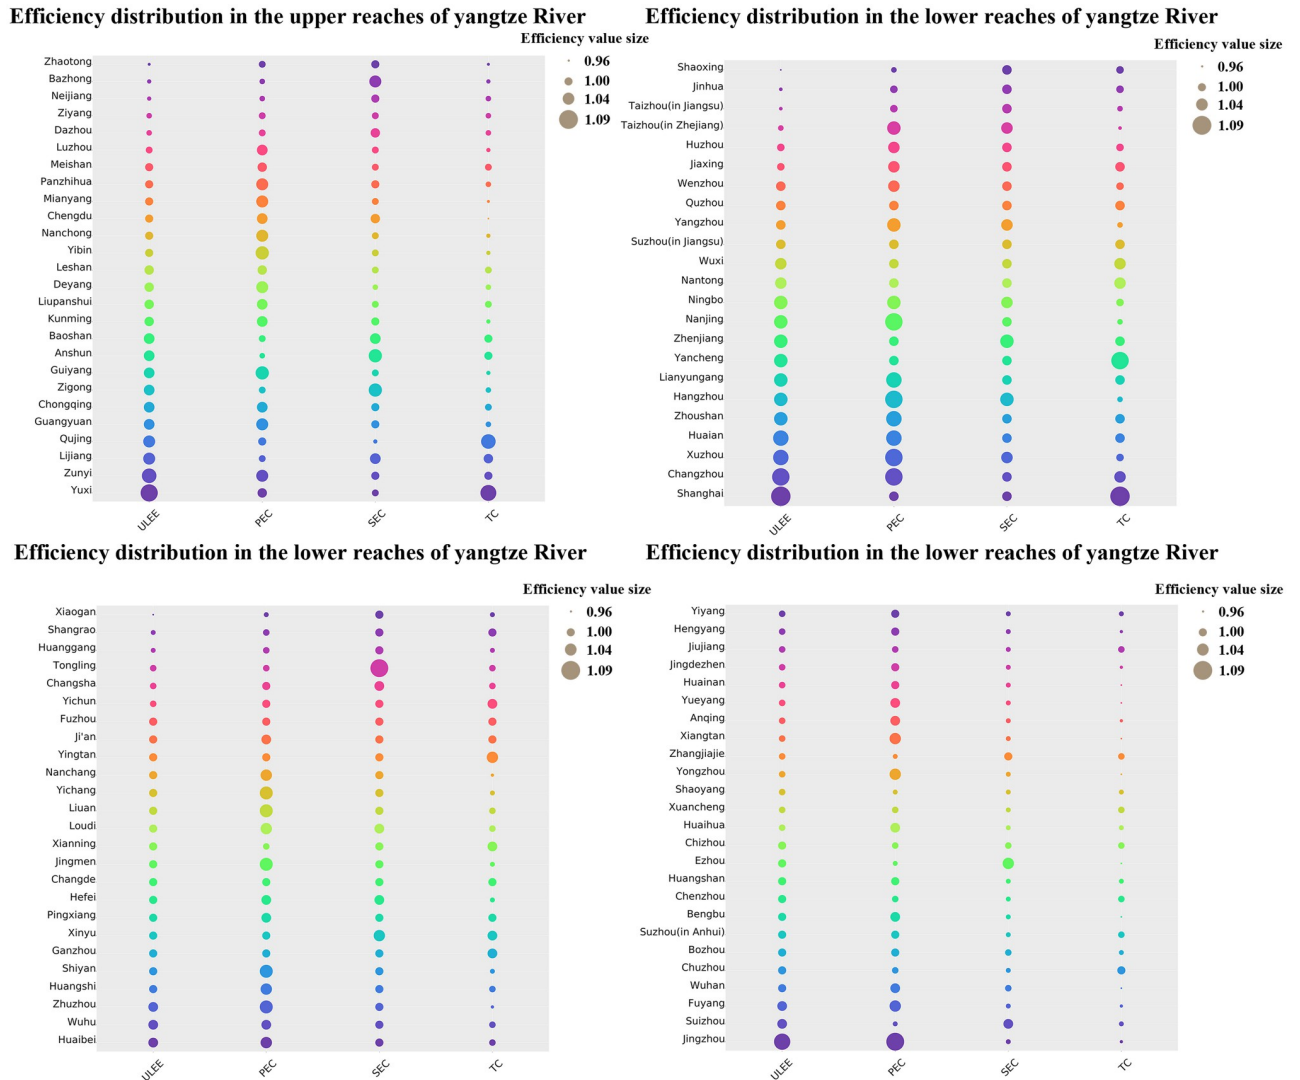 Efficiency distribution in the upper reaches of yangtze River
Efficiency value size
0.96
1.00
1.04
1.09
Zhaotong
Bazhong
Neijiang
Ziyang
Dazhou
Luzhou
Meishan
Panzhihua
Mianyang
Chengdu
Nanchong
Yibin
Leshan
Deyang
Liupanshui
Kunming
Baoshan
Anshun
Guiyang
Zigong
Chongqing
Guangyuan
Qujing
Lijiang
Zunyi
Yuxi
ULEE
PEC
SEC
TC
Efficiency distribution in the lower reaches of yangtze River
Efficiency value size
0.96
1.00
1.04
1.09
Shaoxing
Jinhua
Taizhou(in Jiangsu)
Taizhou(in Zhejiang)
Huzhou
Jiaxing
Wenzhou
Quzhou
Yangzhou
Suzhou(in Jiangsu)
Wuxi
Nantong
Ningbo
Nanjing
Zhenjiang
Yancheng
Lianyungang
Hangzhou
Zhoushan
Huaian
Xuzhou
Changzhou
Shanghai
ULEE
PEC
SEC
TC
Efficiency distribution in the lower reaches of yangtze River
Efficiency value size
0.96
1.00
1.04
1.09
Xiaogan
Shangrao
Huanggang
Tongling
Changsha
Yichun
Fuzhou
Ji'an
Yingtan
Nanchang
Yichang
Liuan
Loudi
Xianning
Jingmen
Changde
Hefei
Pingxiang
Xinyu
Ganzhou
Shiyan
Huangshi
Zhuzhou
Wuhu
Huaibei
ULEE
PEC
SEC
TC
Efficiency distribution in the lower reaches of yangtze River
Efficiency value size
0.96
1.00
1.04
1.09
Yiyang
Hengyang
Jiujiang
Jingdezhen
Huainan
Yueyang
Anqing
Xiangtan
Zhangjiajie
Yongzhou
Shaoyang
Xuancheng
Huaihua
Chizhou
Ezhou
Huangshan
Chenzhou
Bengbu
Suzhou(in Anhui)
Bozhou
Chuzhou
Wuhan
Fuyang
Suizhou
Jingzhou
ULEE
PEC
SEC
TC